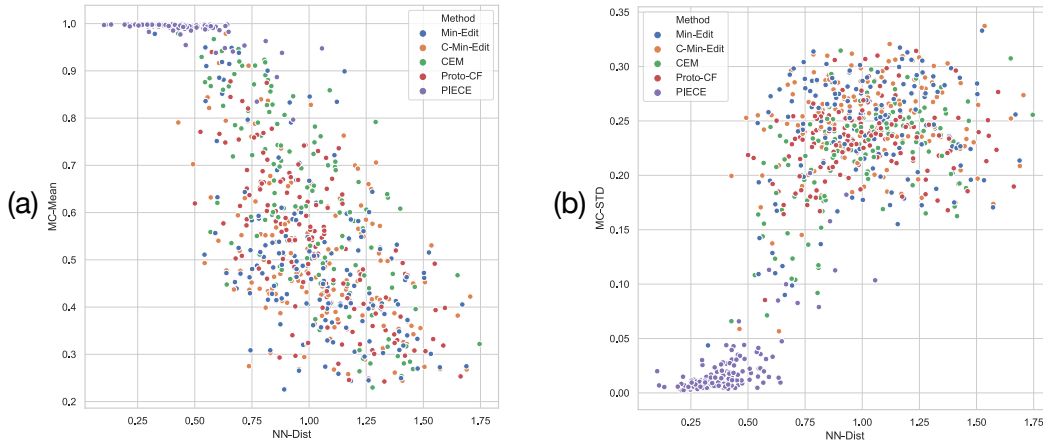 (a)
MC-Mean
1.0
0.9
0.8
0.7
0.6
0.5
0.4
0.3
0.2
0.25 0.50 0.75 1.00 1.25 1.50 1.75
NN-Dist
Method
Min-Edit
C-Min-Edit
CEM
Proto-CF
PIECE
(b)
MC-STD
0.35
0.30
0.25
0.20
0.15
0.10
0.05
0.00
0.25 0.50 0.75 1.00 1.25 1.50 1.75
NN-Dist
Method
Min-Edit
C-Min-Edit
CEM
Proto-CF
PIECE